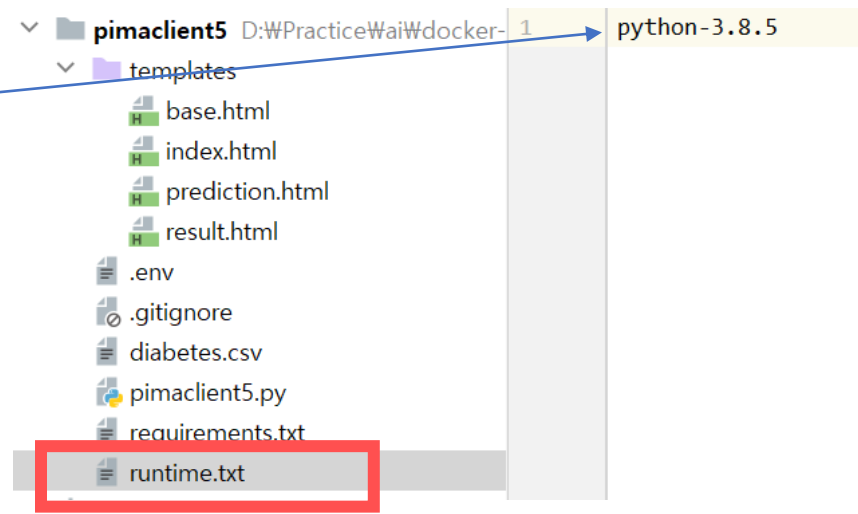 pimaclient5 D:₩Practice₩ai₩docker-
templates
base.html
index.html
prediction.html
result.html
.env
.gitignore
diabetes.csv
pimaclient5.py
requirements.txt
runtime.txt
1 python-3.8.5